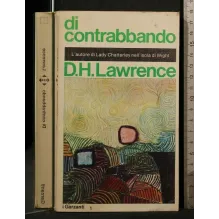 di
contrabbando
L'autore di Lady Chatterley nell'isola di Wight
D.H. Lawrence
i Garzanti